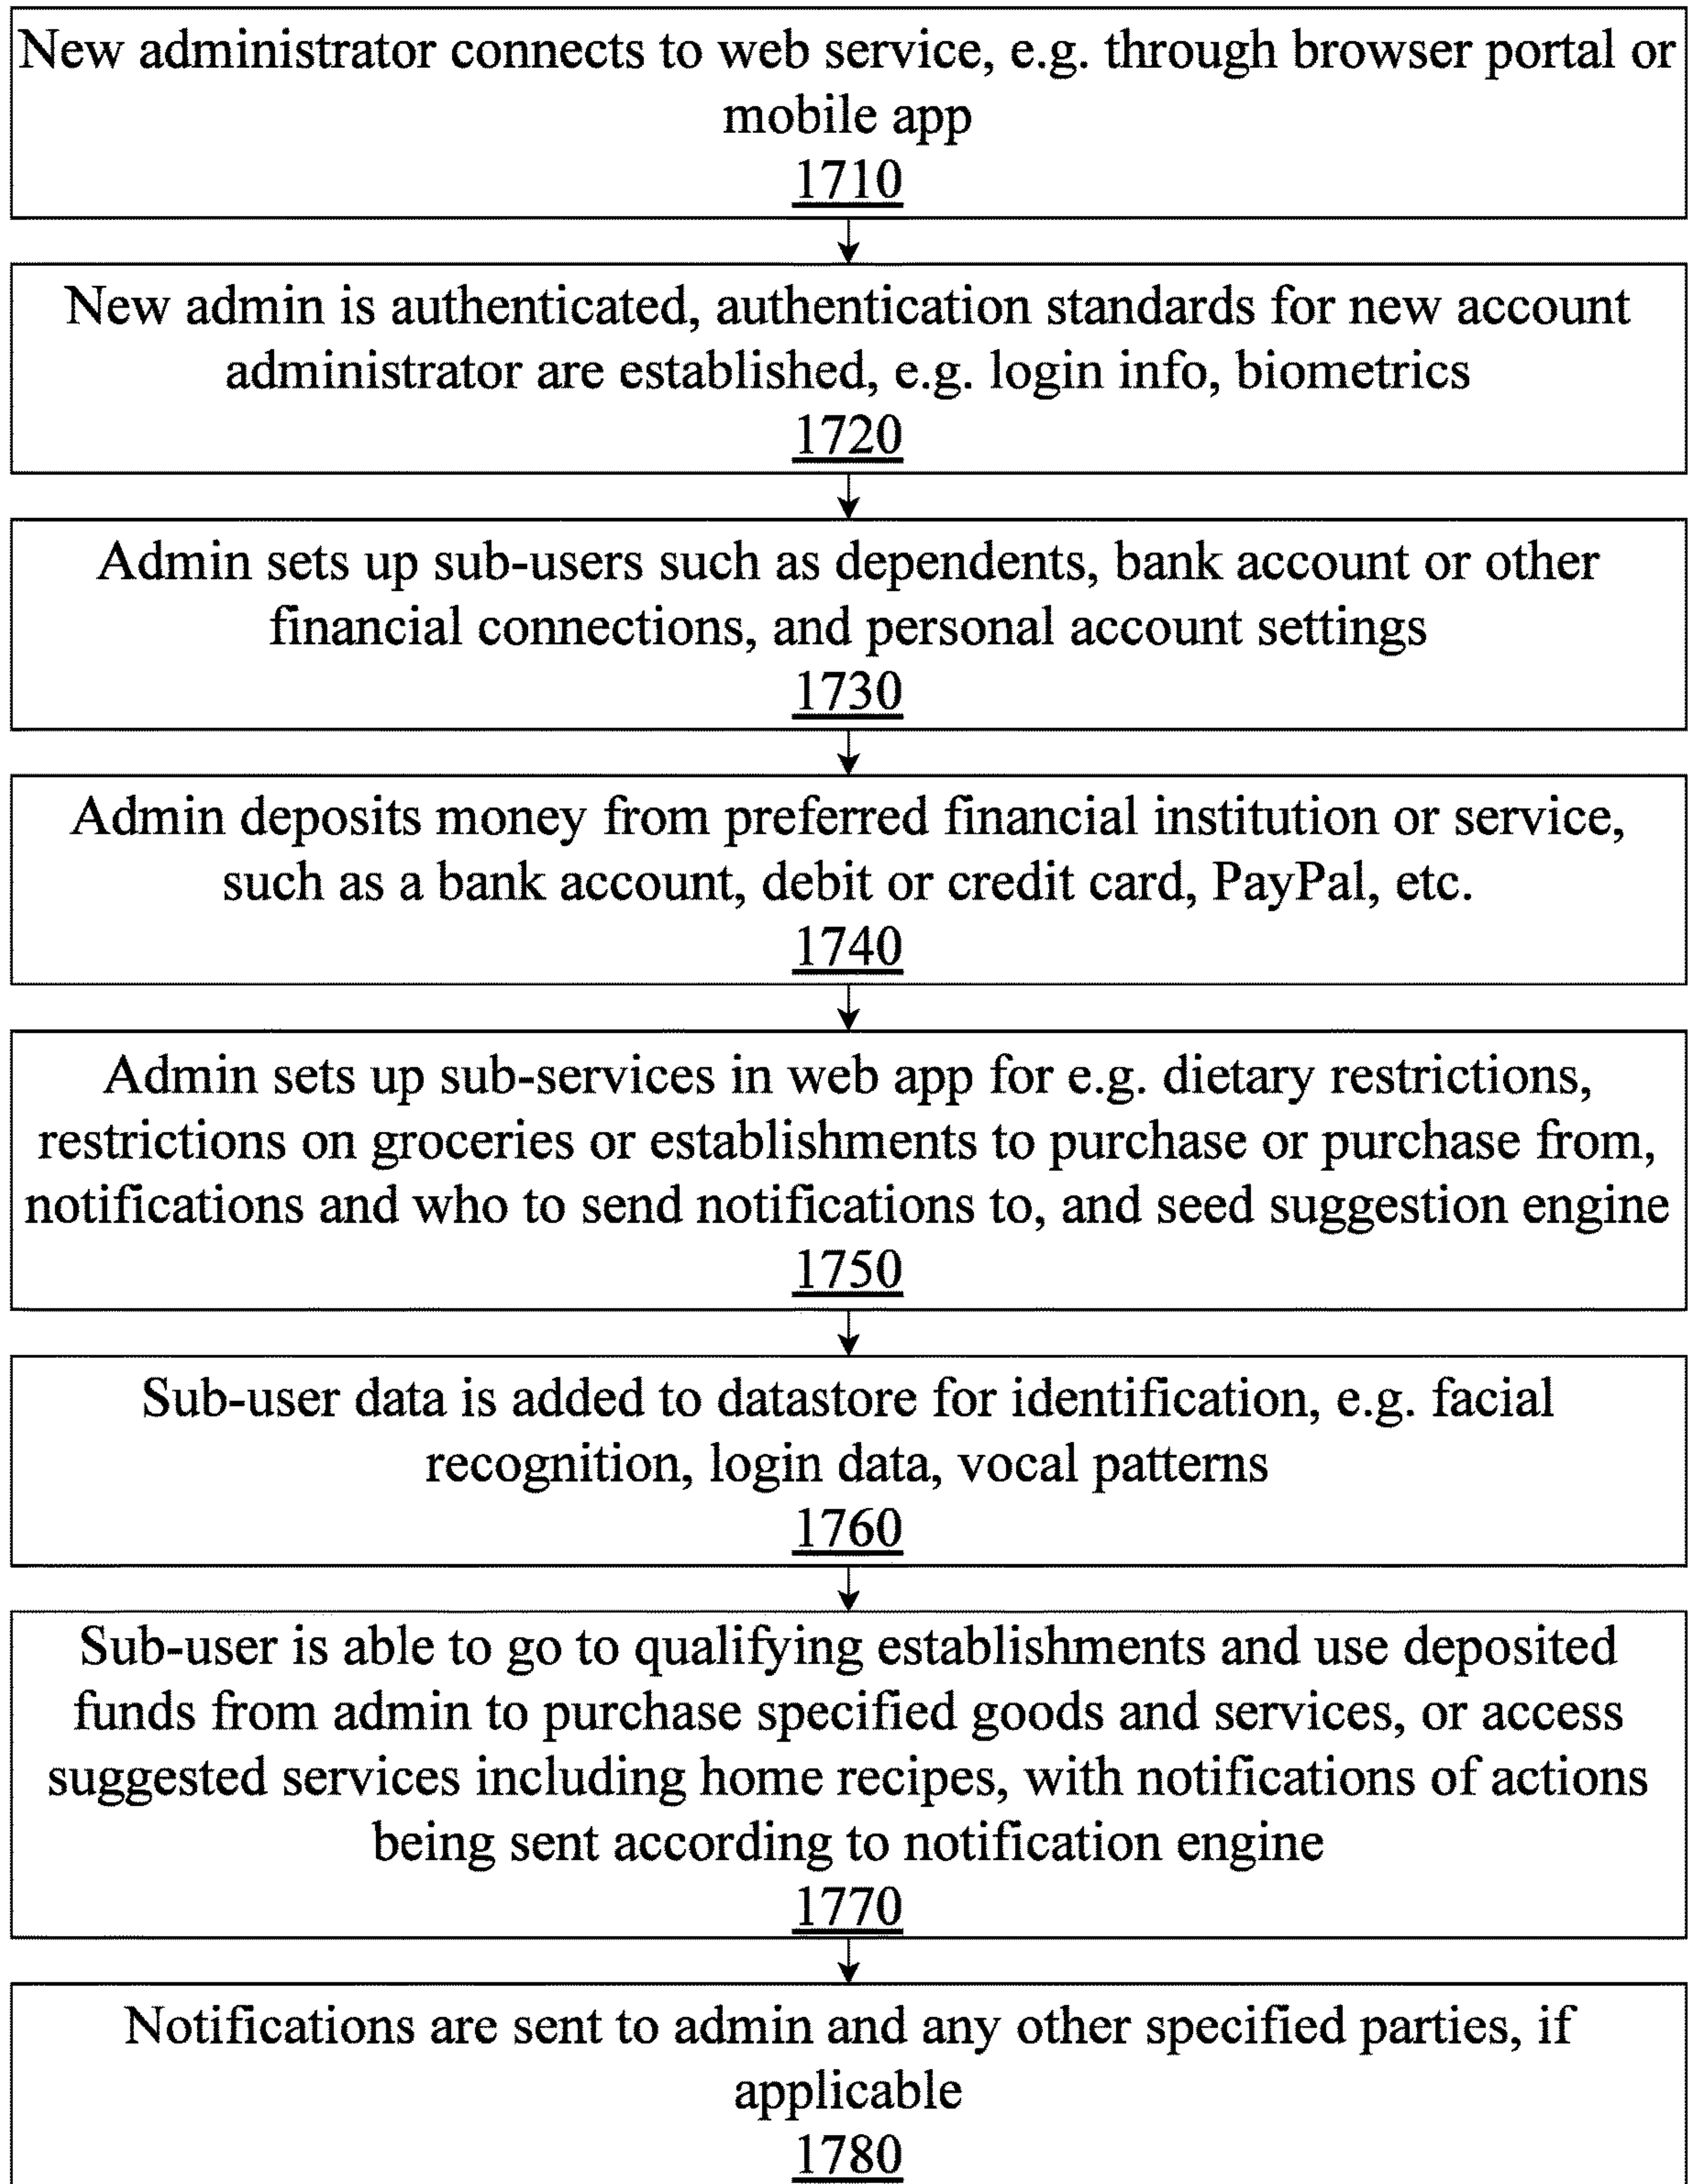 New administrator connects to web service, e.g. through browser portal or
mobile app
1710
New admin is authenticated, authentication standards for new account
administrator are established, e.g. login info, biometrics
1720
Admin sets up sub-users such as dependents, bank account or other
financial connections, and personal account settings
1730
Admin deposits money from preferred financial institution or service,
such as a bank account, debit or credit card, PayPal, etc.
1740
Admin sets up sub-services in web app for e.g. dietary restrictions,
restrictions on groceries or establishments to purchase or purchase from,
notifications and who to send notifications to, and seed suggestion engine
1750
Sub-user data is added to datastore for identification, e.g. facial
recognition, login data, vocal patterns
1760
Sub-user is able to go to qualifying establishments and use deposited
funds from admin to purchase specified goods and services, or access
suggested services including home recipes, with notifications of actions
being sent according to notification engine
1770
Notifications are sent to admin and any other specified parties, if
applicable
1780